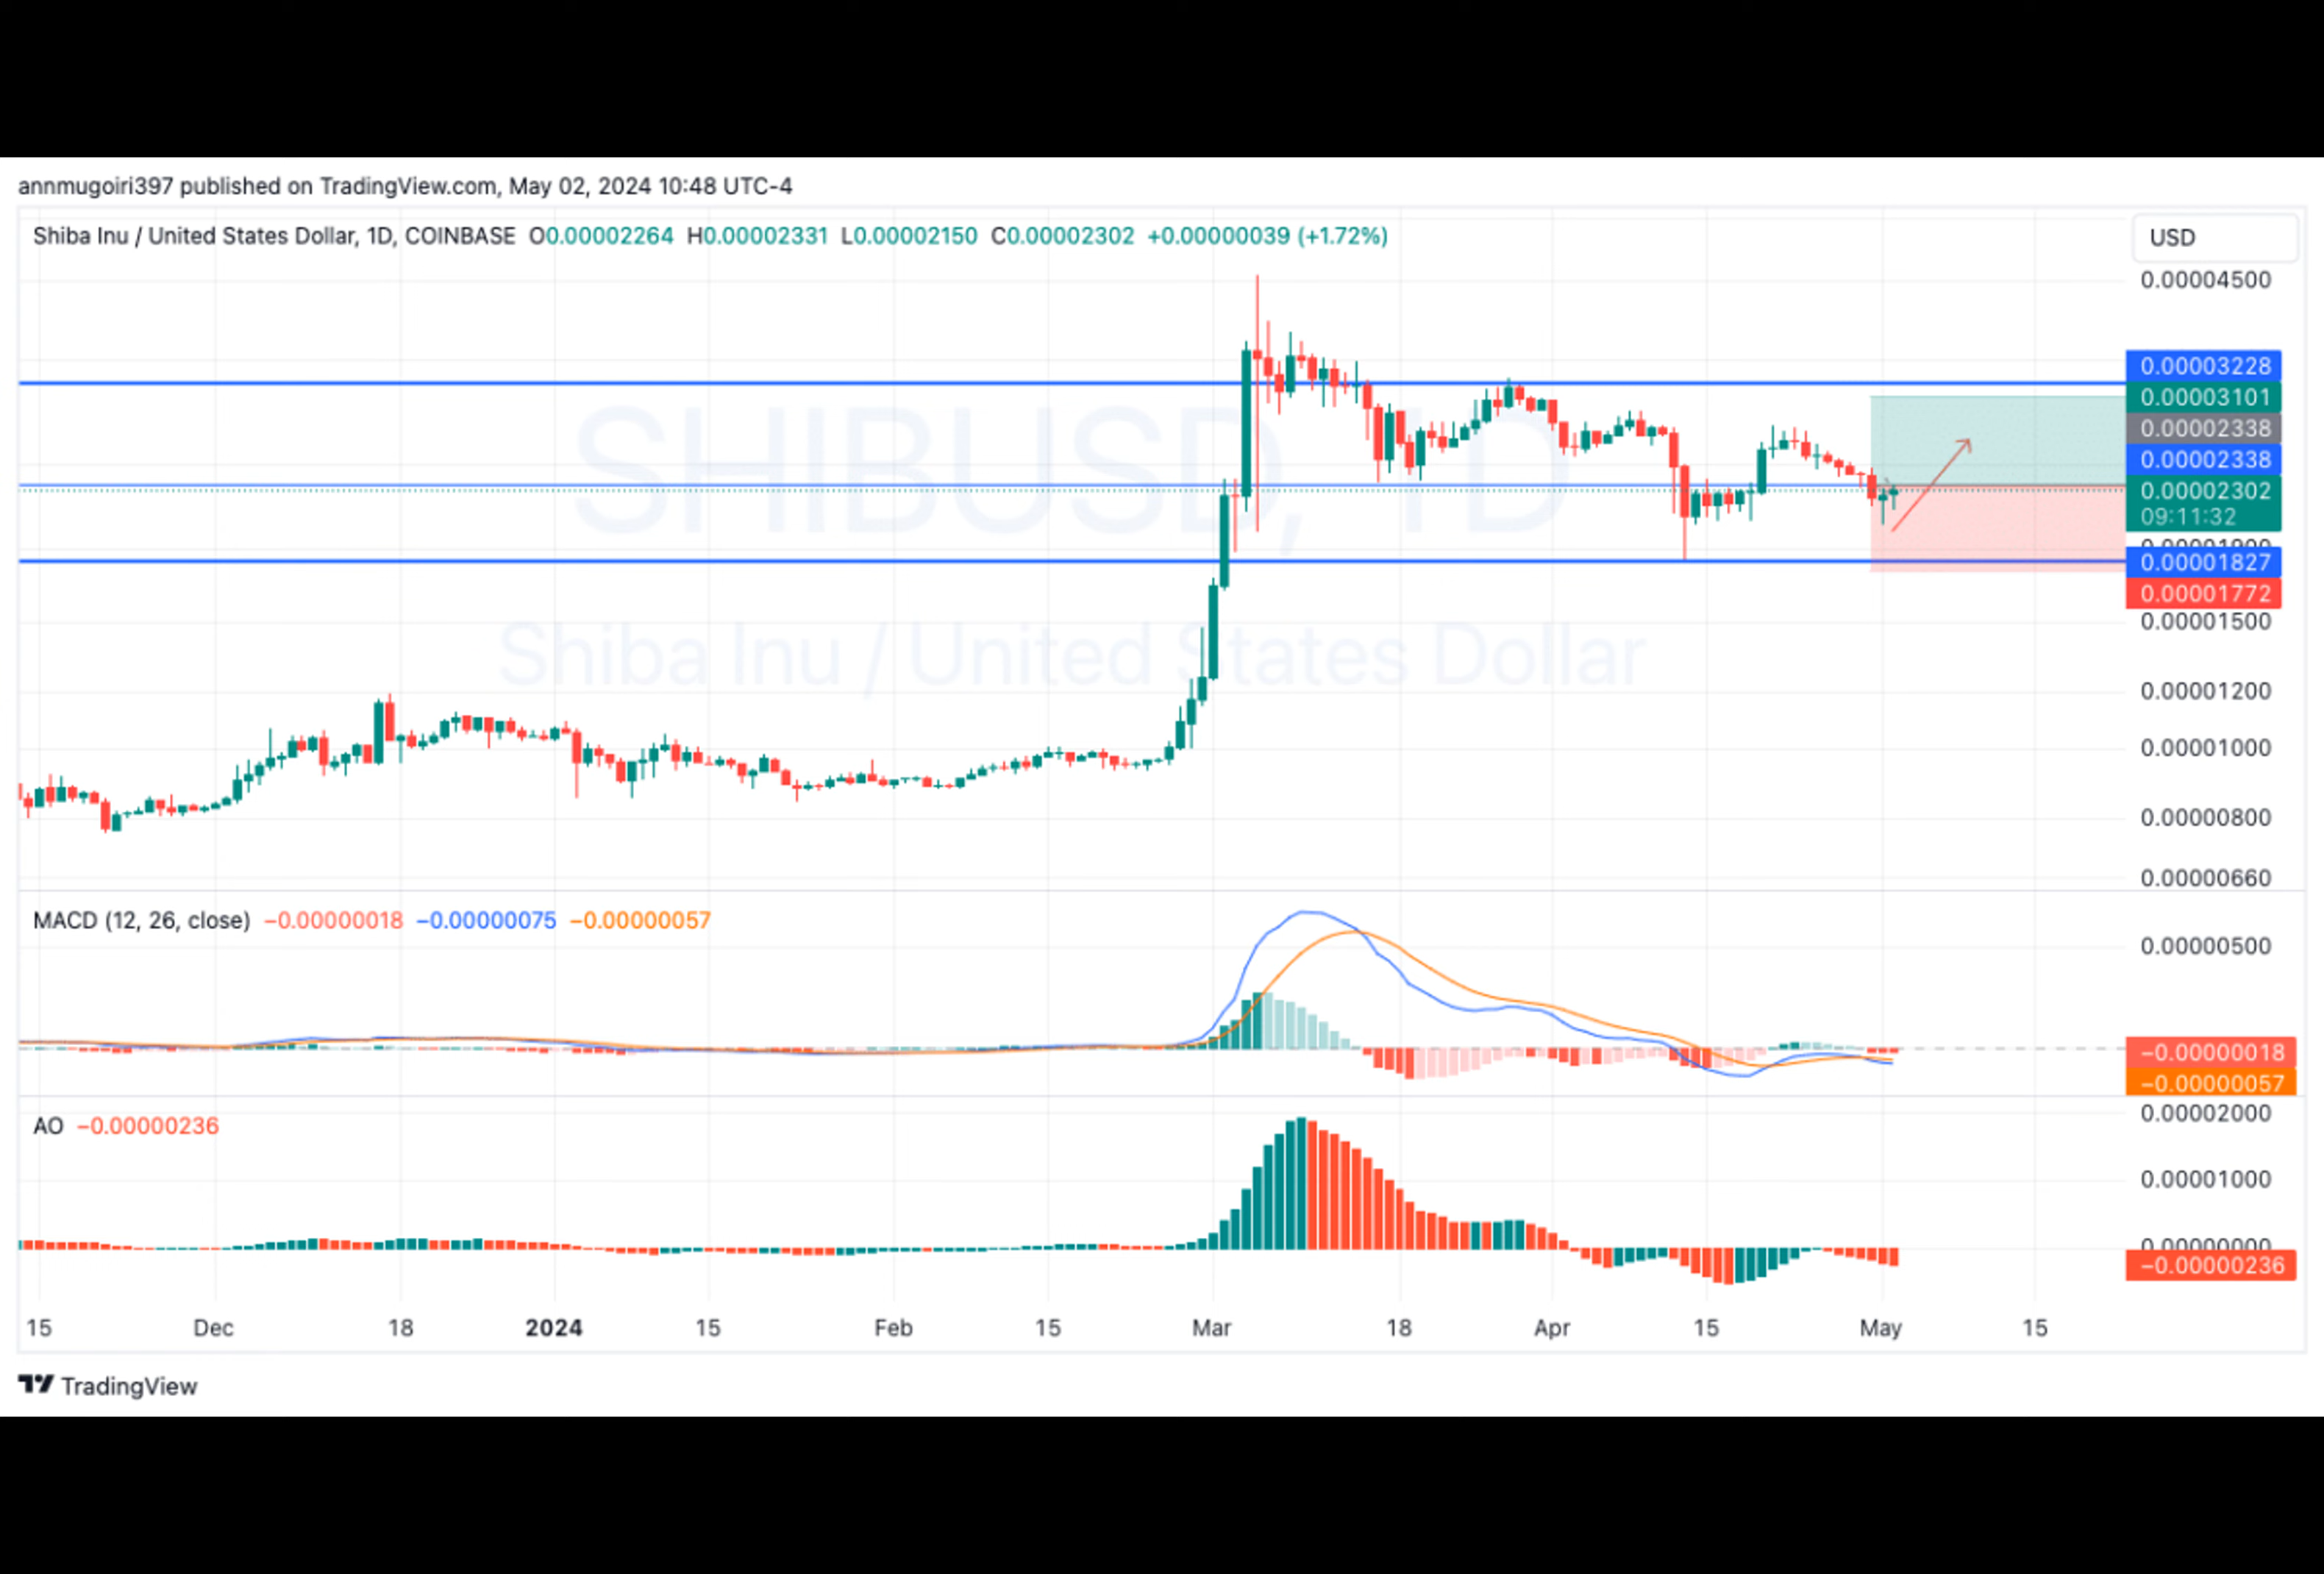 annmugoiri397 published on TradingView.com, May 02, 2024 10:48 UTC-4
Shiba Inu / United States Dollar, 1D, COINBASE O0.00002264 H0.00002331 L0.00002150 C0.00002302 +0.00000039 (+1.72%)
USD
0.00004500
0.00003228
0.00003101
0.00002338
0.00002338
0.00002302
09:11:32
0.00001827
0.00001772
0.00001500
0.00001200
0.00001000
0.00000800
0.00000660
SHIBUSD, 1D
Shiba Inu / United States Dollar
MACD (12, 26, close) −0.00000018 −0.00000075 −0.00000057
0.00000500
−0.00000018
−0.00000057
AO −0.00000236
0.00002000
0.00001000
0.00000000
−0.00000236
15 Dec 18 2024 15 Feb 15 Mar 18 Apr 15 May 15
TradingView